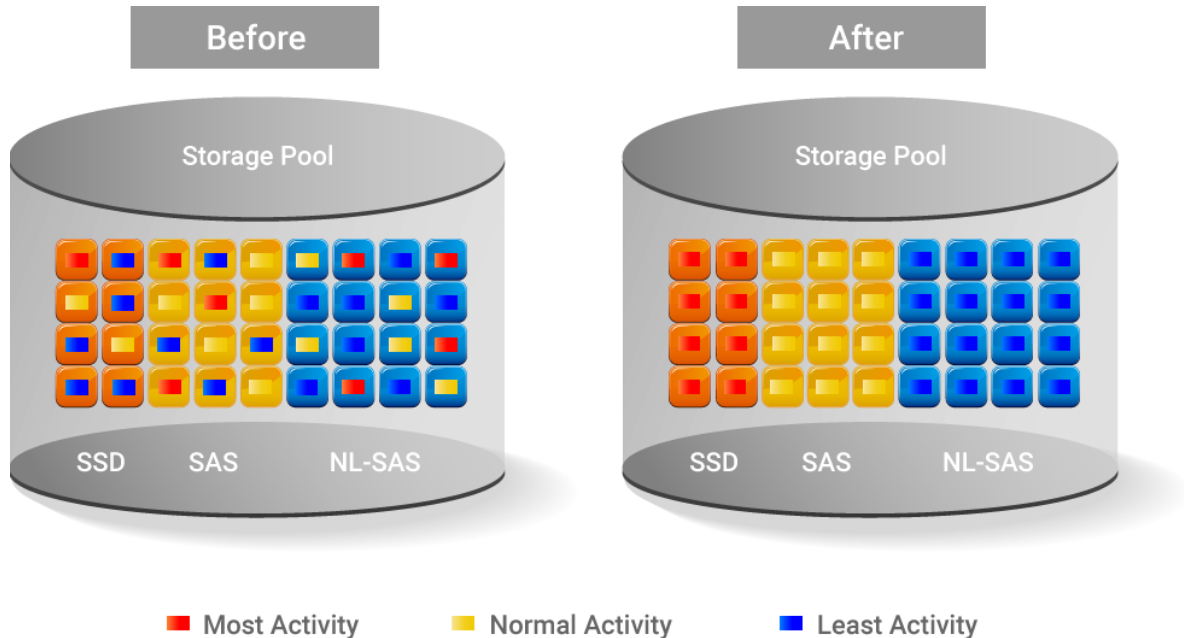 Before
After
Storage Pool
Storage Pool
SSD SAS NL-SAS
SSD SAS NL-SAS
Most Activity Normal Activity Least Activity